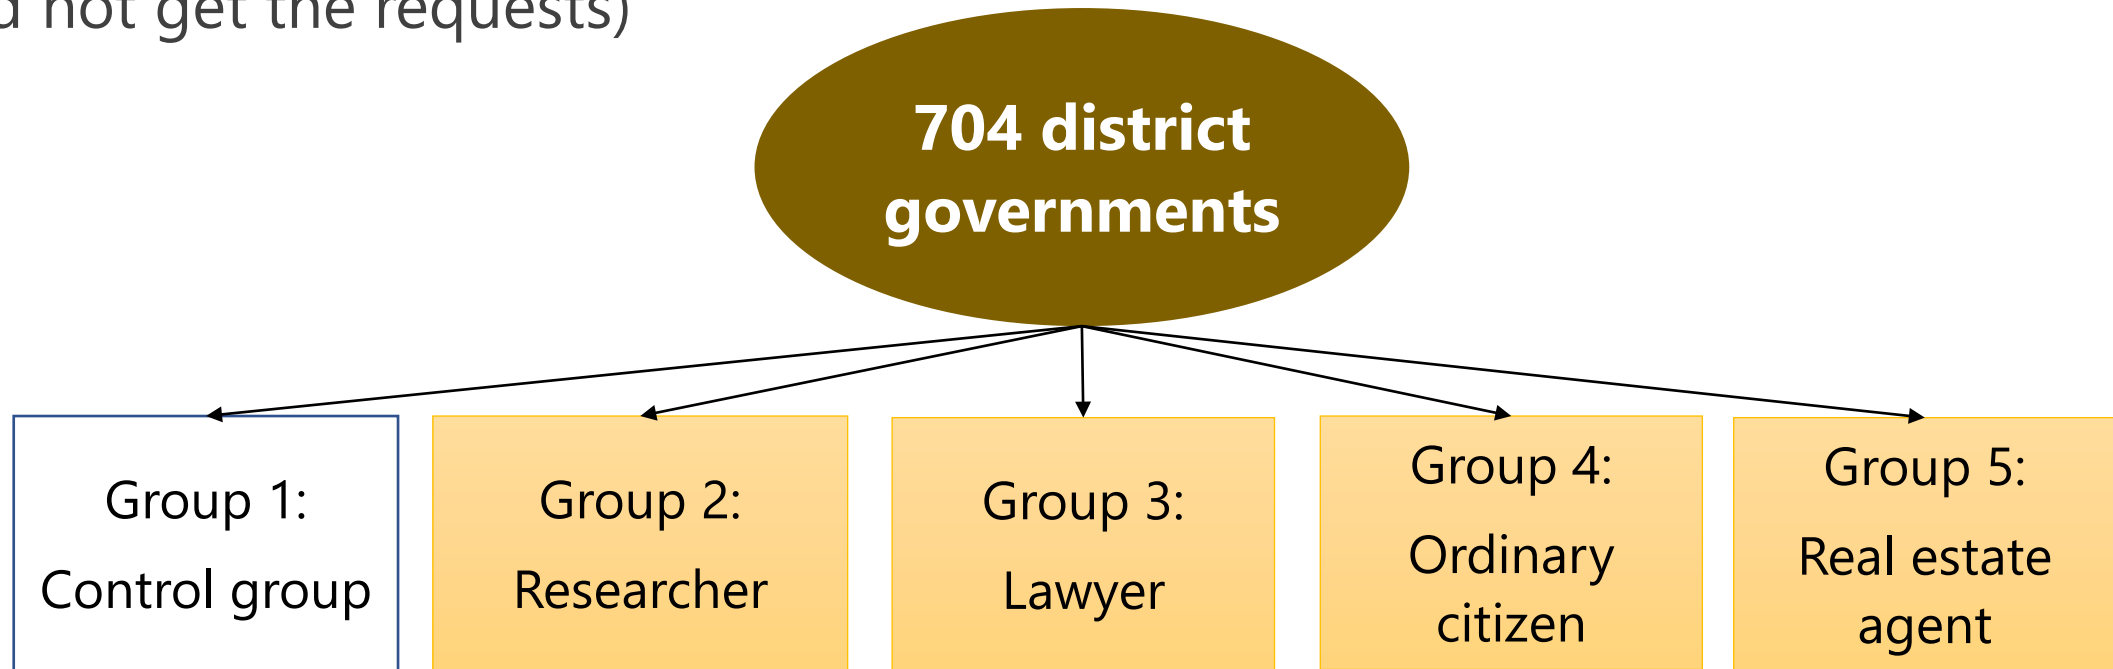 not get the requests)
704 district
governments
Group 1:
Control group
Group 2:
Researcher
Group 3:
Lawyer
Group 4:
Ordinary
citizen
Group 5:
Real estate
agent